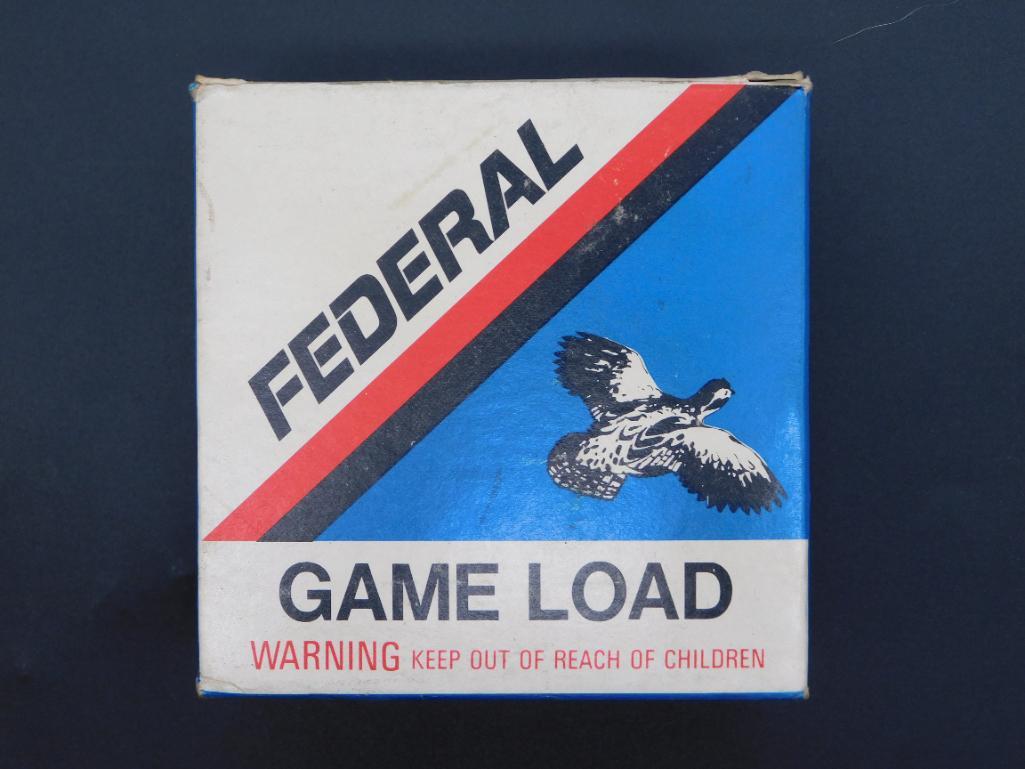 FEDERAL
GAME LOAD
WARNING KEEP OUT OF REACH OF CHILDREN